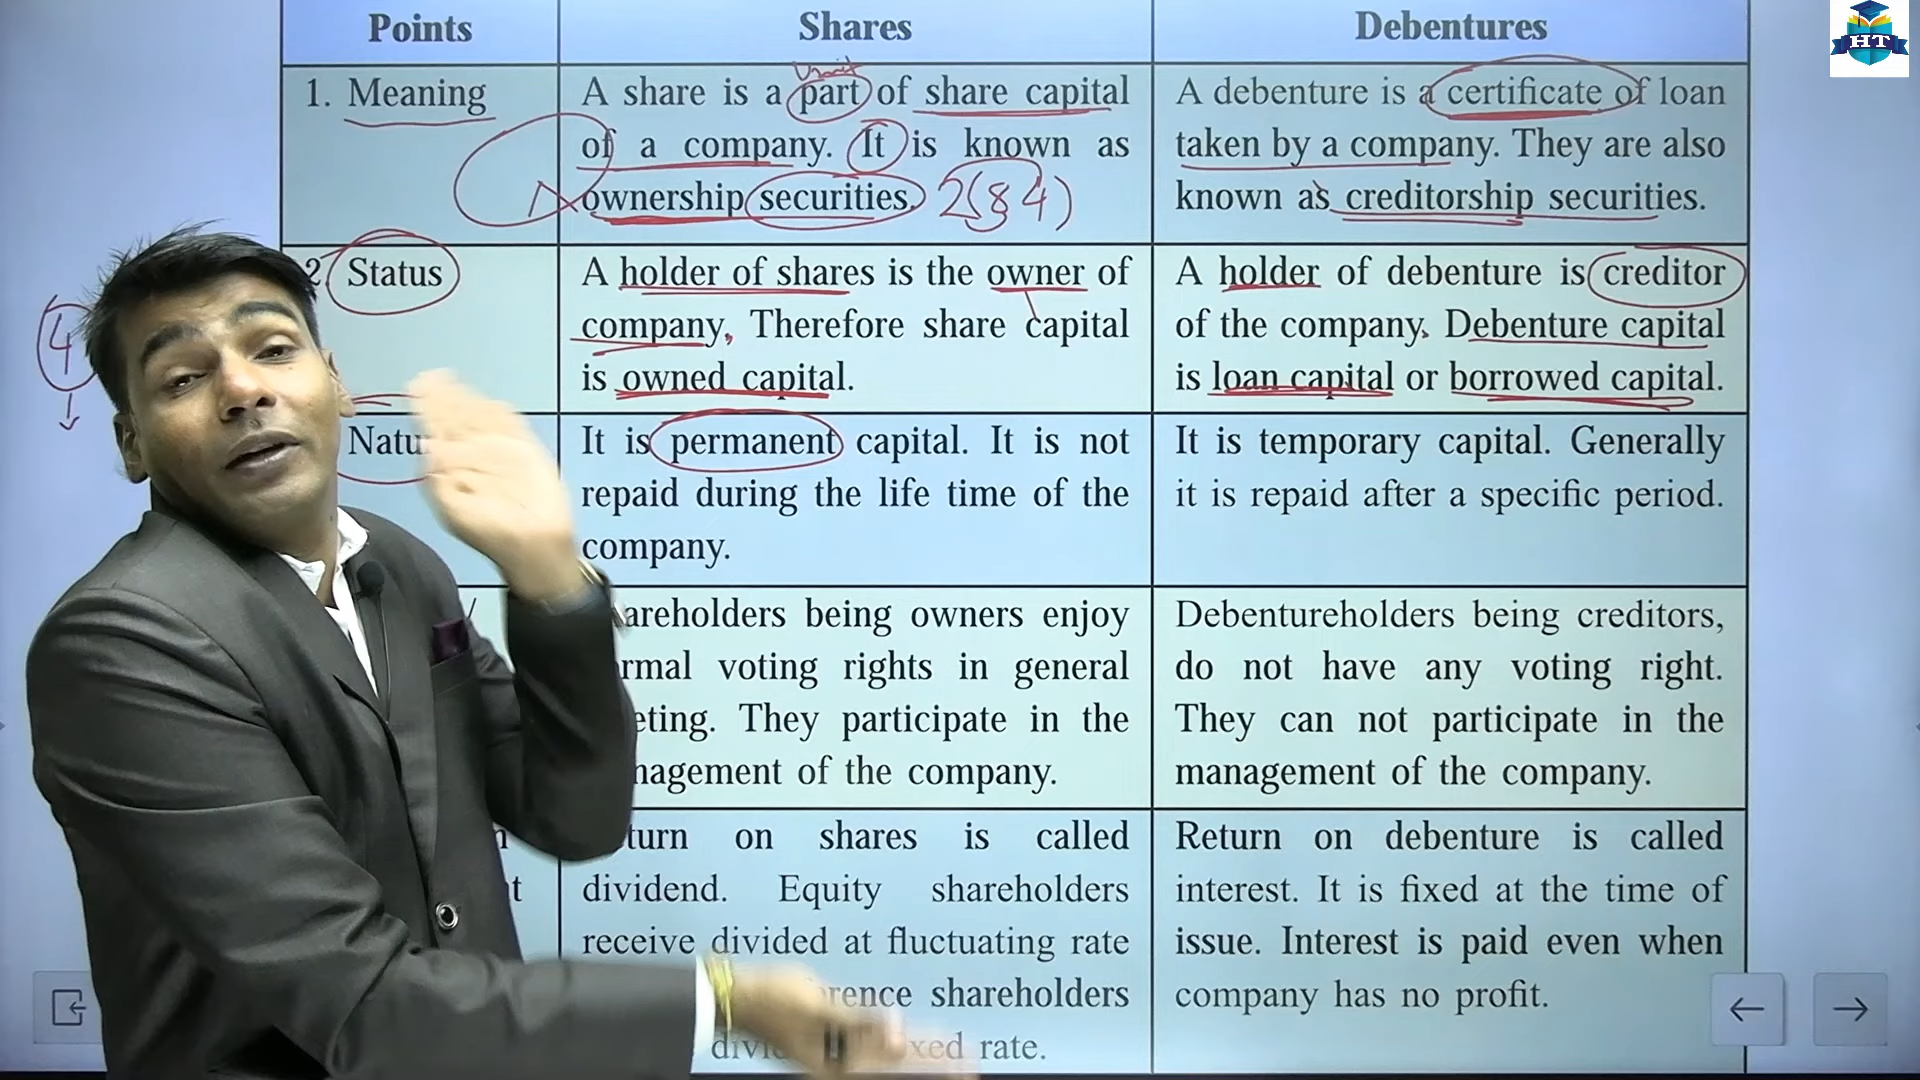 Points
Shares
Debentures
HT
1. Meaning
Unit
A share is a part of share capital
of a company. It is known as
ownership securities. 2(84)
A debenture is a certificate of loan
taken by a company. They are also
known as creditorship securities.
2. Status
A holder of shares is the owner of
company, Therefore share capital
is owned capital.
A holder of debenture is creditor
of the company. Debenture capital
is loan capital or borrowed capital.
4
It is permanent capital. It is not
repaid during the life time of the
company.
It is temporary capital. Generally
it is repaid after a specific period.
being owners enjoy
voting rights in general
They participate in the
of the company.
Debentureholders being creditors,
do not have any voting right.
They can not participate in the
management of the company.
on shares is called
dividend. Equity shareholders
receive divided at fluctuating rate
shareholders
rate.
Return on debenture is called
interest. It is fixed at the time of
issue. Interest is paid even when
company has no profit.